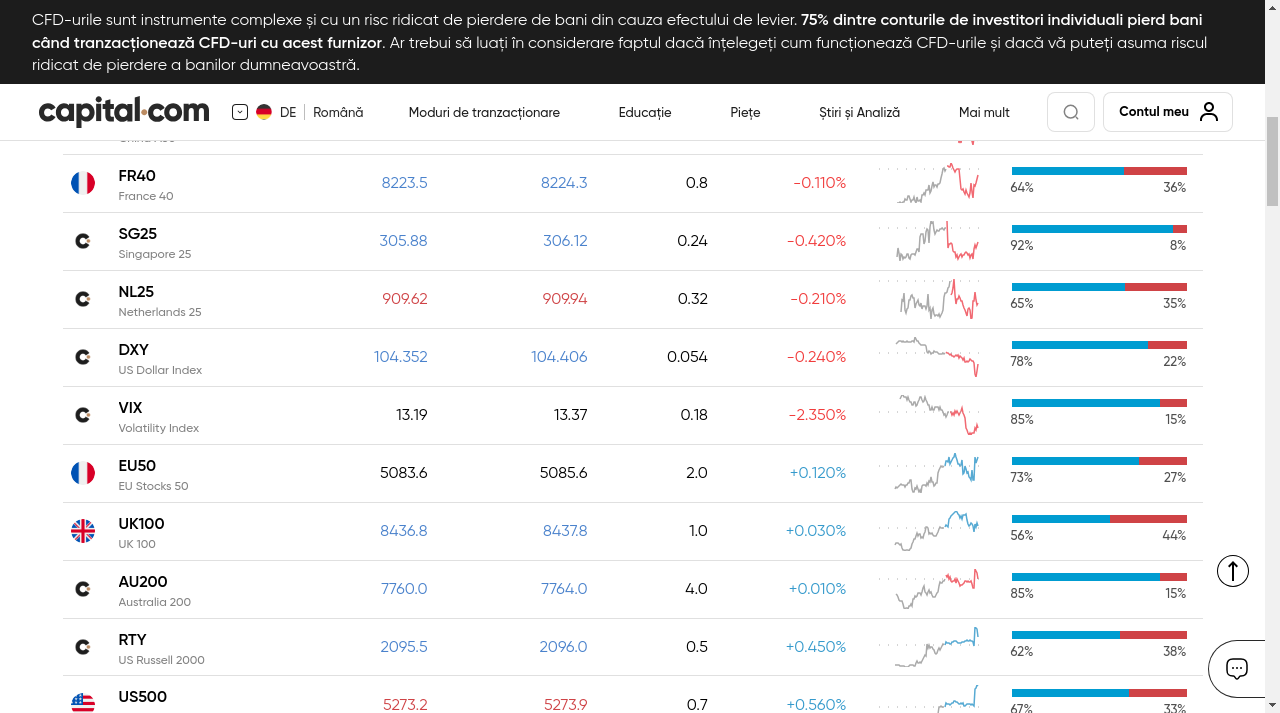 CFD-urile sunt instrumente complexe și cu un risc ridicat de pierdere de bani din cauza efectului de levier. 75% dintre conturile de investitori individuali pierd bani
când tranzacționează CFD-uri cu acest furnizor. Ar trebui să luați în considerare faptul dacă înțelegeți cum funcționează CFD-urile și dacă vă puteți asuma riscul
ridicat de pierdere a banilor dumneavoastră.
capital.com DE Română Moduri de tranzacționare Educație Piețe Știri și Analiză Mai mult Contul meu
FR40 8223.5 8224.3 0.8 -0.110%
France 40 64% 36%
SG25 305.88 306.12 0.24 -0.420%
Singapore 25 92% 8%
NL25 909.62 909.94 0.32 -0.210%
Netherlands 25 65% 35%
DXY 104.352 104.406 0.054 -0.240%
US Dollar Index 78% 22%
VIX 13.19 13.37 0.18 -2.350%
Volatility Index 85% 15%
EU50 5083.6 5085.6 2.0 +0.120%
EU Stocks 50 73% 27%
UK100 8436.8 8437.8 1.0 +0.030%
UK 100 56% 44%
AU200 7760.0 7764.0 4.0 +0.010%
Australia 200 85% 15%
RTY 2095.5 2096.0 0.5 +0.450%
US Russell 2000 62% 38%
US500 5273.2 5273.9 0.7 +0.560%
67% 33%